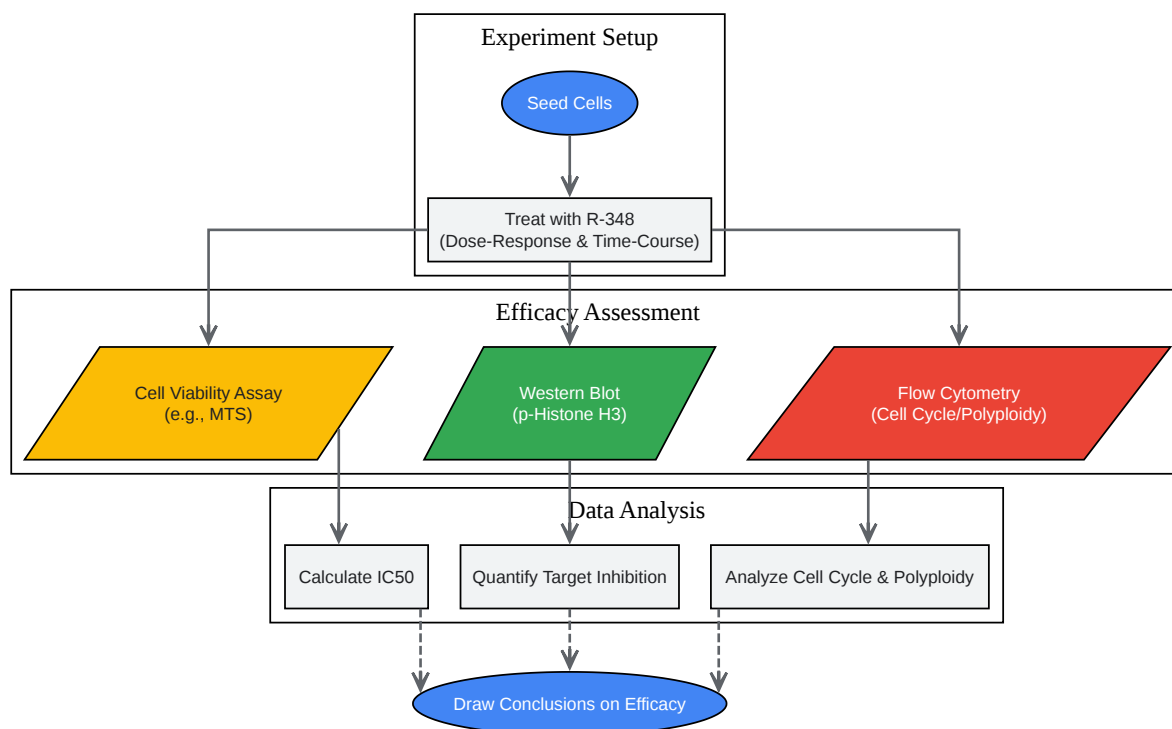 Experiment Setup
Seed Cells
Treat with R-348
(Dose-Response & Time-Course)
Efficacy Assessment
Cell Viability Assay
(e.g., MTS)
Western Blot
(p-Histone H3)
Flow Cytometry
(Cell Cycle/Polyploidy)
Data Analysis
Calculate IC50
Quantify Target Inhibition
Analyze Cell Cycle & Polyploidy
Draw Conclusions on Efficacy